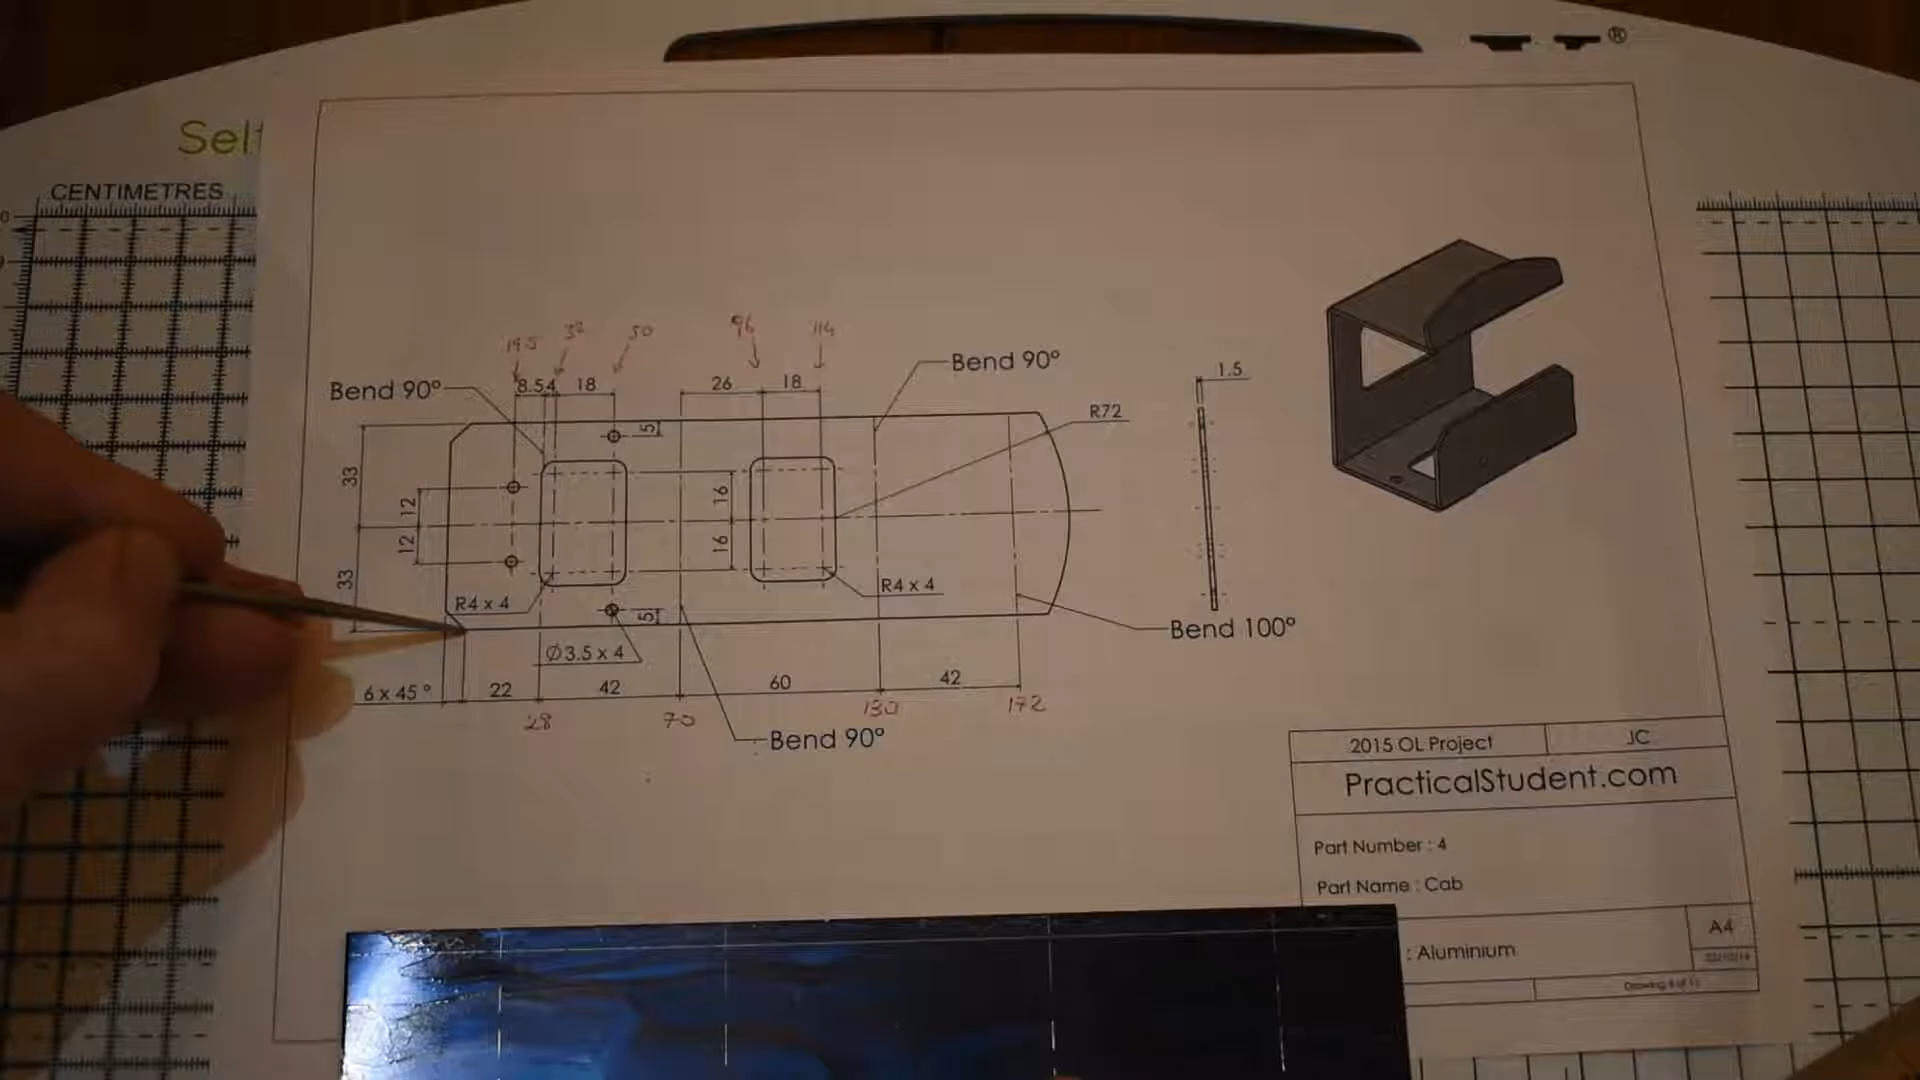 ®
Self
CENTIMETRES
19.5 32 50 96 114
8.5 4 18 26 18
Bend 90°
Bend 90°
1.5
R72
5
33
12
16
12
16
33
R4 x 4
R4 x 4
5
Ø3.5 x 4
Bend 100°
6 x 45° 22 42 60 42
28 70 130 172
Bend 90°
2015 OL Project JC
PracticalStudent.com
Part Number : 4
Part Name : Cab
: Aluminium A4